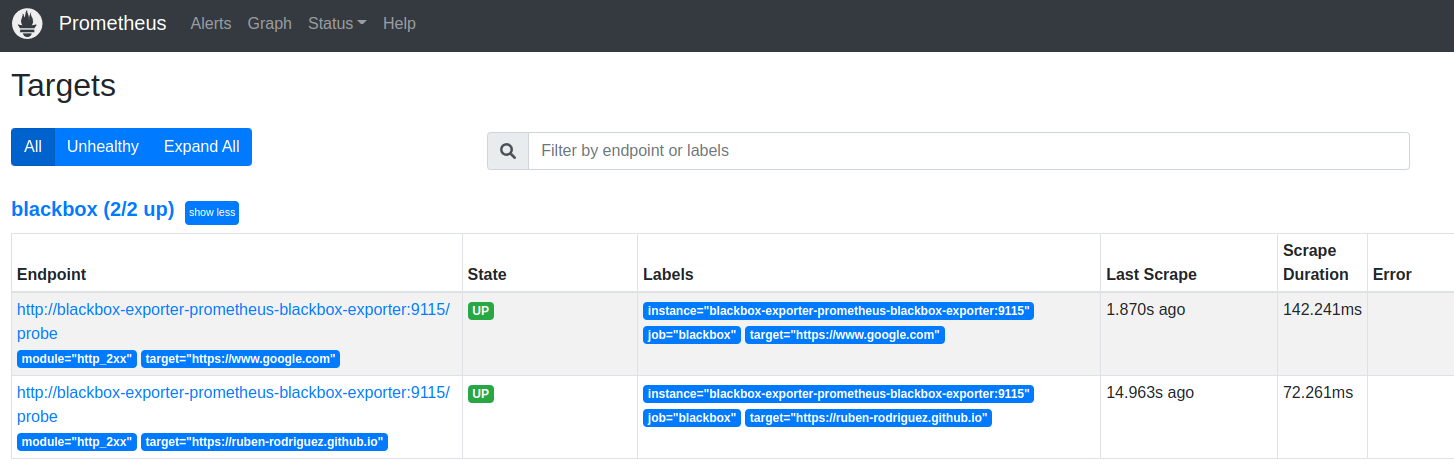 Prometheus Alerts Graph Status Help
Targets
All Unhealthy Expand All
Filter by endpoint or labels
blackbox (2/2 up) show less
Endpoint State Labels Last Scrape Scrape Duration Error
http://blackbox-exporter-prometheus-blackbox-exporter:9115/ UP instance="blackbox-exporter-prometheus-blackbox-exporter:9115" 1.870s ago 142.241ms
probe job="blackbox" target="https://www.google.com"
module="http_2xx" target="https://www.google.com"
http://blackbox-exporter-prometheus-blackbox-exporter:9115/ UP instance="blackbox-exporter-prometheus-blackbox-exporter:9115" 14.963s ago 72.261ms
probe job="blackbox" target="https://ruben-rodriguez.github.io"
module="http_2xx" target="https://ruben-rodriguez.github.io"